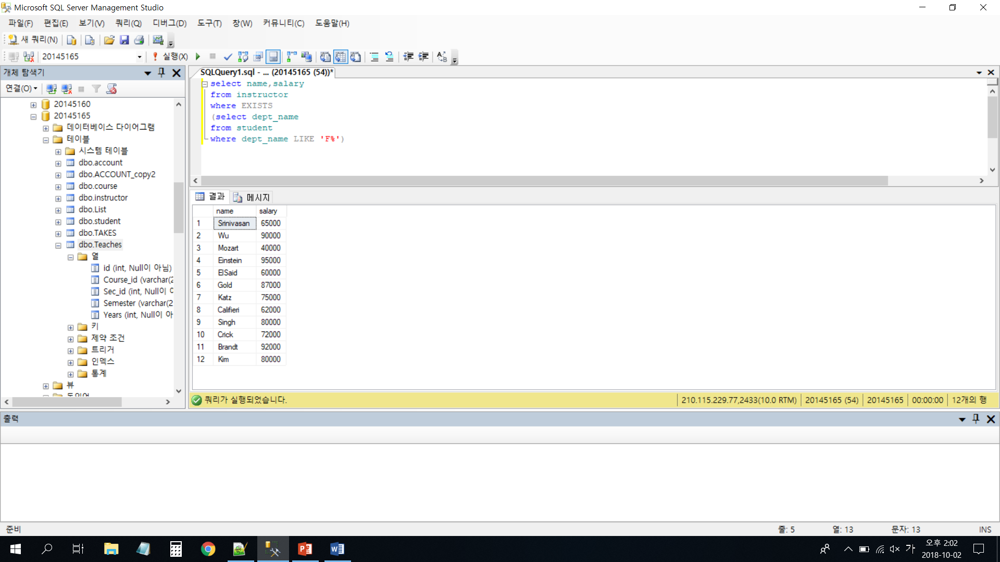 Microsoft SQL Server Management Studio
파일(F) 편집(E) 보기(V) 쿼리(Q) 디버그(D) 도구(T) 창(W) 커뮤니티(C) 도움말(H)
새 쿼리(N)
20145165 실행(X)
개체 탐색기
연결(O)
20145160
20145165
데이터베이스 다이어그램
테이블
시스템 테이블
dbo.account
dbo.ACCOUNT_copy2
dbo.course
dbo.instructor
dbo.List
dbo.student
dbo.TAKES
dbo.Teaches
열
id (int, Null이 아님)
Course_id (varchar(2
Sec_id (int, Null이
Semester (varchar(2
Years (int, Null이 아
키
제약 조건
트리거
인덱스
통계
뷰
SQLQuery1.sql - ... (20145165 (54))*
select name,salary
from instructor
where EXISTS
(select dept_name
from student
where dept_name LIKE 'F%')
결과 메시지
name salary
1 Srinivasan 65000
2 Wu 90000
3 Mozart 40000
4 Einstein 95000
5 ElSaid 60000
6 Gold 87000
7 Katz 75000
8 Califieri 62000
9 Singh 80000
10 Crick 72000
11 Brandt 92000
12 Kim 80000
쿼리가 실행되었습니다. 210.115.229.77,2433(10.0 RTM) 20145165 (54) 20145165 00:00:00 12개의 행
출력
준비 줄: 5 열: 13 문자: 13 INS
가 오후 2:02
2018-10-02